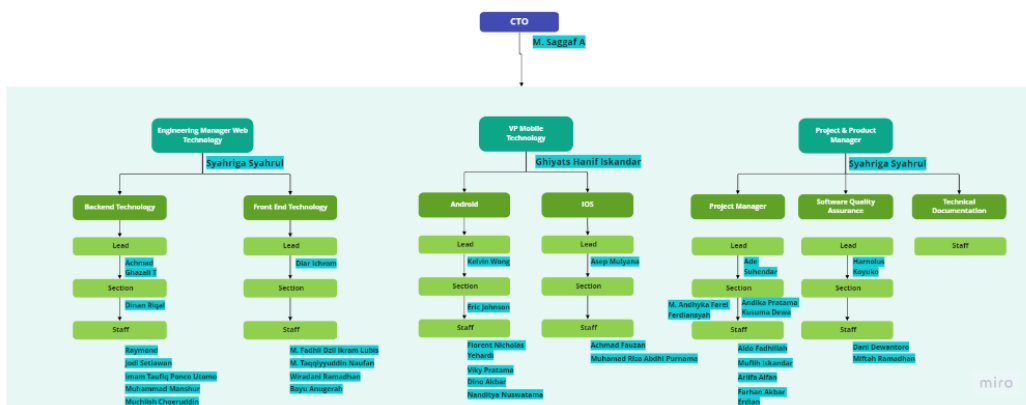 CTO
M. Saggaf A
Engineering Manager Web
Technology
Syahriga Syahrul
VP Mobile
Technology
Ghiyats Hanif Iskandar
Project & Product
Manager
Syahriga Syahrul
Backend Technology
Front End Technology
Android
IOS
Project Manager
Software Quality
Assurance
Technical
Documentation
Lead
Lead
Lead
Lead
Lead
Lead
Staff
Achmad
Ghazali T
Diar Ichrom
Kelvin Wong
Asep Mulyana
Ade
Suhendar
Harnolus
Koyuko
Section
Section
Section
Section
Section
Section
Dinan Riqal
Eric Johnson
M. Andhyka Farel
Ferdiansyah
Andika Pratama
Kusuma Dewa
Staff
Staff
Staff
Staff
Staff
Staff
Raymond
Jodi Setiawan
Imam Taufiq Ponco Utomo
Muhammad Manshur
Muchlish Choeruddin
M. Fadhil Dzil Ikram Lubis
M. Taqqiyyuddin Naufan
Wiradani Ramadhan
Bayu Anugerah
Florent Nicholas
Yehardi
Viky Pratama
Dino Akbar
Nanditya Nuswatama
Achmad Fauzan
Muhamad Riza Abdhi Purnama
Aldo Fadhillah
Muflih Iskandar
Arilfa Alfan
Farhan Akbar
Erdian
Dani Dewantoro
Miftah Ramadhan
miro